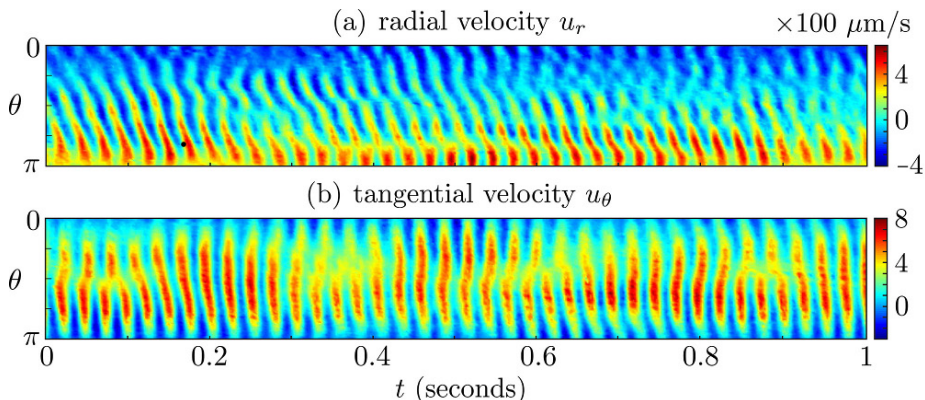 (a) radial velocity u_r
×100 μm/s
0
θ
π
4
0
−4
(b) tangential velocity u_θ
0
θ
π
8
4
0
0 0.2 0.4 0.6 0.8 1
t (seconds)